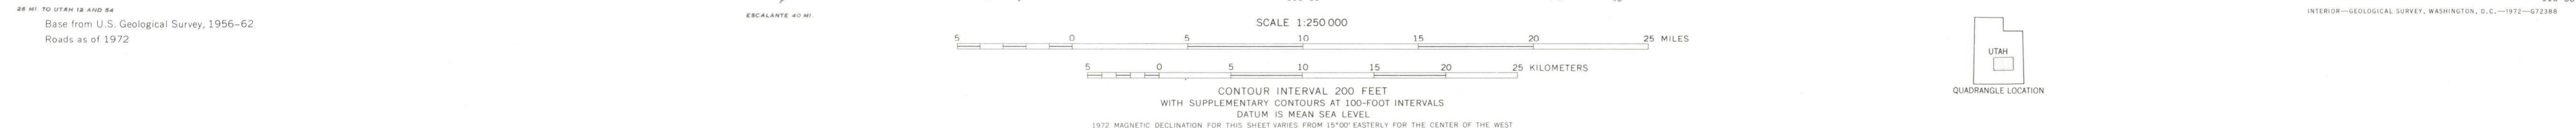 26 MI. TO UTAH 12 AND 54
Base from U.S. Geological Survey, 1956–62
Roads as of 1972
ESCALANTE 40 MI.
SCALE 1:250 000
5 0 5 10 15 20 25 MILES
5 0 5 10 15 20 25 KILOMETERS
CONTOUR INTERVAL 200 FEET
WITH SUPPLEMENTARY CONTOURS AT 100-FOOT INTERVALS
DATUM IS MEAN SEA LEVEL
1972 MAGNETIC DECLINATION FOR THIS SHEET VARIES FROM 15°00' EASTERLY FOR THE CENTER OF THE WEST
UTAH
QUADRANGLE LOCATION
INTERIOR—GEOLOGICAL SURVEY, WASHINGTON, D.C.—1972—G72388